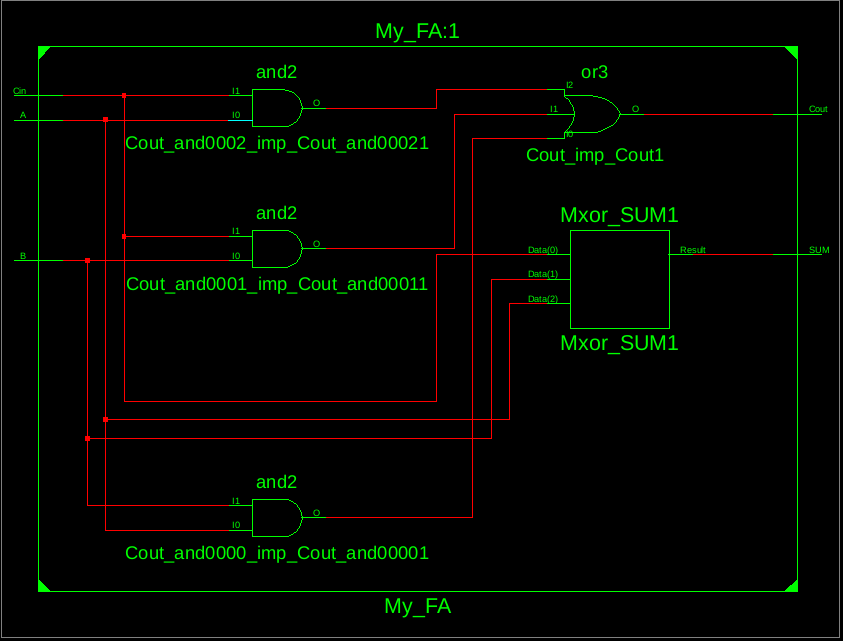 My_FA:1
and2
or3
Cin
I1
I2
A
I0
O
I1
O
Cout
I0
Cout_and0002_imp_Cout_and00021
Cout_imp_Cout1
and2
Mxor_SUM1
I1
O
B
I0
Data(0)
Result
SUM
Cout_and0001_imp_Cout_and00011
Data(1)
Data(2)
Mxor_SUM1
and2
I1
O
I0
Cout_and0000_imp_Cout_and00001
My_FA